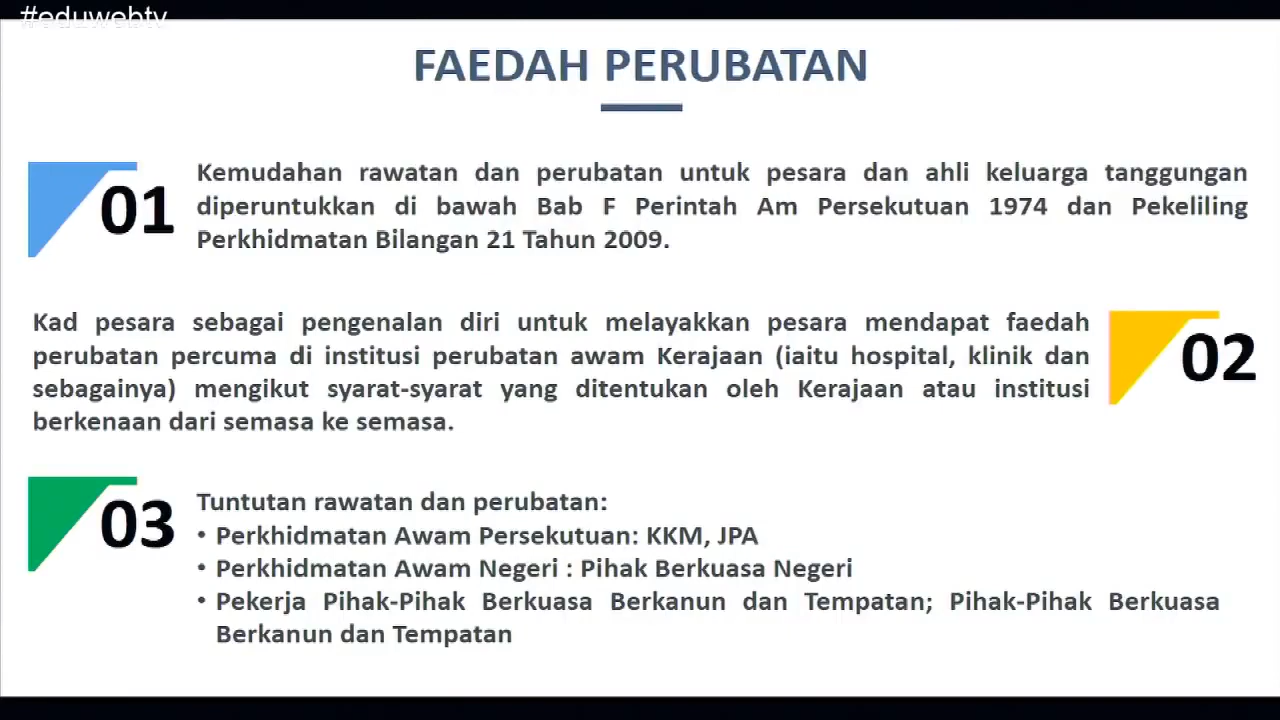 #eduwebtv
FAEDAH PERUBATAN
01
Kemudahan rawatan dan perubatan untuk pesara dan ahli keluarga tanggungan
diperuntukkan di bawah Bab F Perintah Am Persekutuan 1974 dan Pekeliling
Perkhidmatan Bilangan 21 Tahun 2009.
Kad pesara sebagai pengenalan diri untuk melayakkan pesara mendapat faedah
perubatan percuma di institusi perubatan awam Kerajaan (iaitu hospital, klinik dan
sebagainya) mengikut syarat-syarat yang ditentukan oleh Kerajaan atau institusi
berkenaan dari semasa ke semasa.
02
03
Tuntutan rawatan dan perubatan:
• Perkhidmatan Awam Persekutuan: KKM, JPA
• Perkhidmatan Awam Negeri : Pihak Berkuasa Negeri
• Pekerja Pihak-Pihak Berkuasa Berkanun dan Tempatan; Pihak-Pihak Berkuasa
Berkanun dan Tempatan